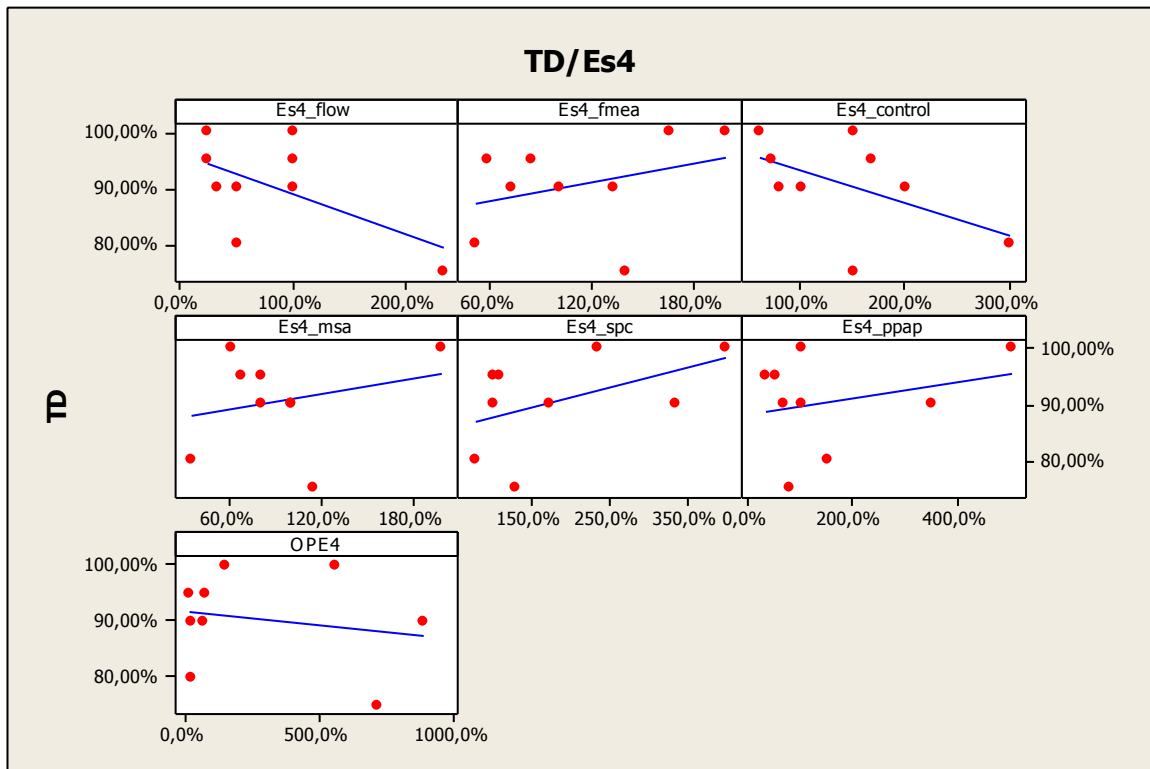 TD/Es4
Es4_flow Es4_fmea Es4_control
100,00%
90,00%
80,00%
0,0% 100,0% 200,0% 60,0% 120,0% 180,0% 100,0% 200,0% 300,0%
Es4_msa Es4_spc Es4_ppap
100,00%
90,00%
80,00%
TD
60,0% 120,0% 180,0% 150,0% 250,0% 350,0% 0,0% 200,0% 400,0%
OPE4
100,00%
90,00%
80,00%
0,0% 500,0% 1000,0%